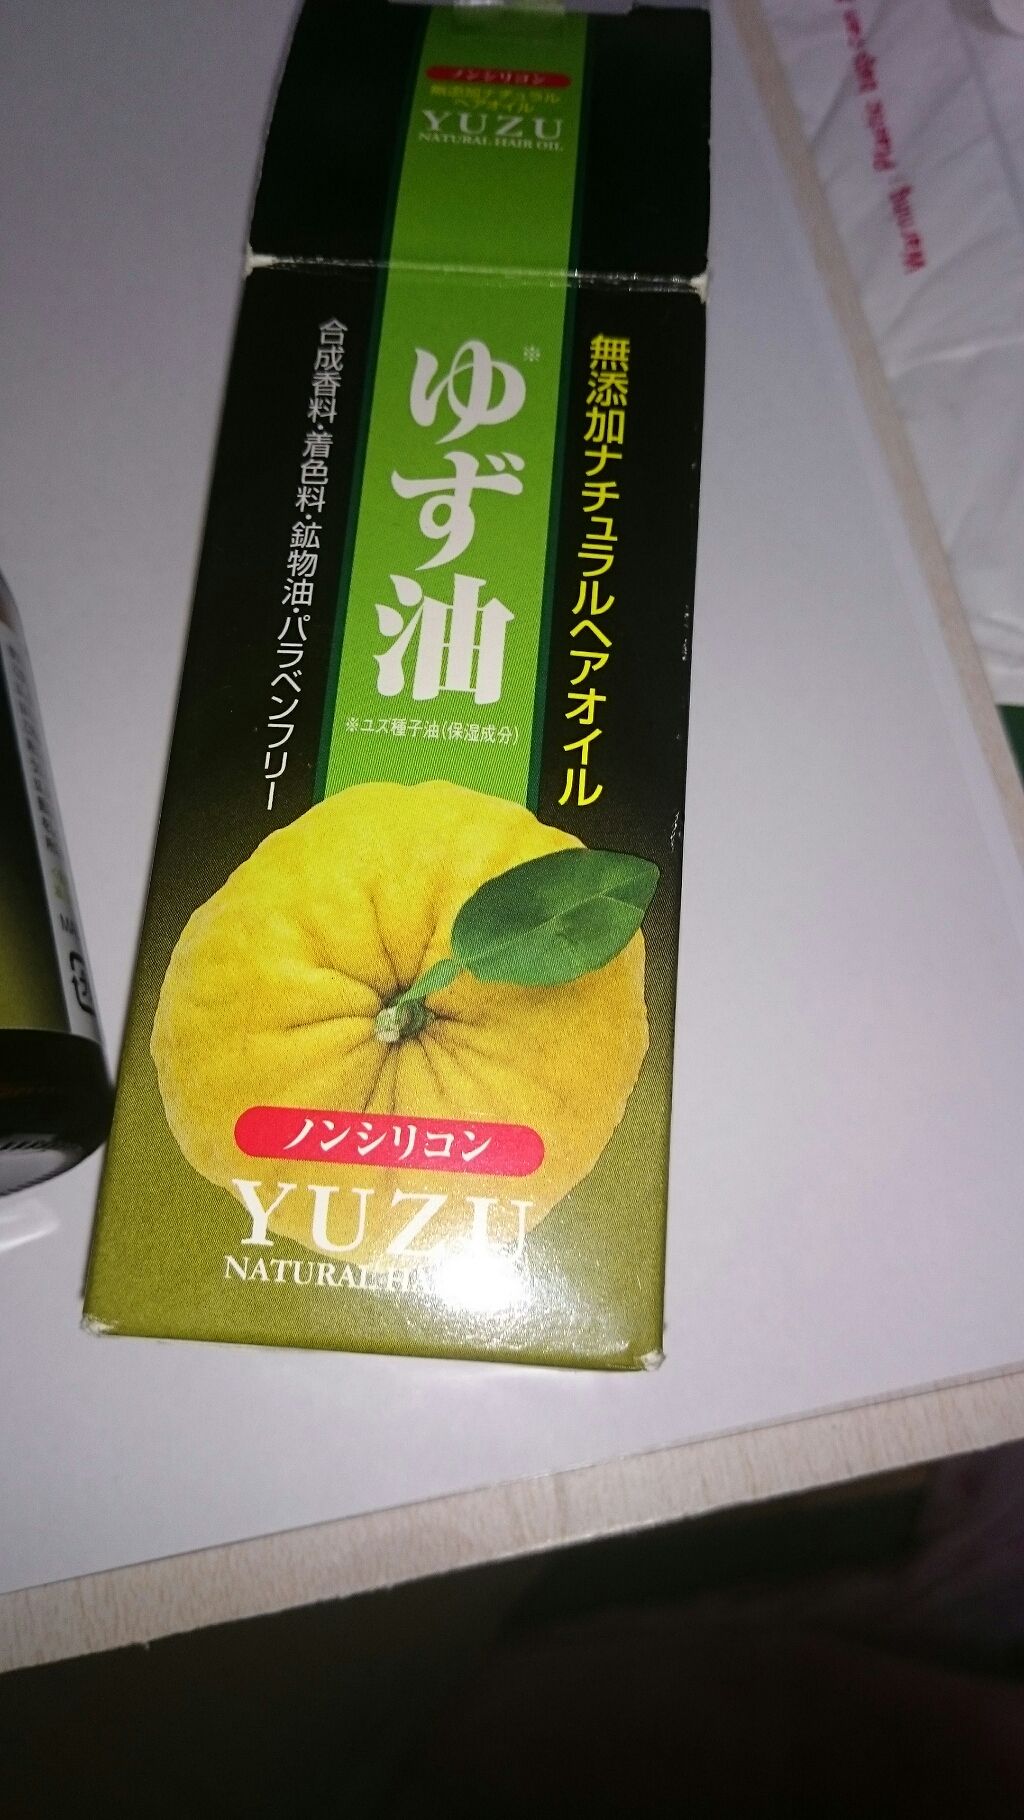 ノンシリコン
無添加ナチュラル
ヘアオイル
YUZU
NATURAL HAIR OIL
無添加ナチュラルヘアオイル
ゆず油
※
※ユズ種子油(保湿成分)
合成香料・着色料・鉱物油・パラベンフリー
ノンシリコン
YUZU
NATURAL
Warning
Plastic